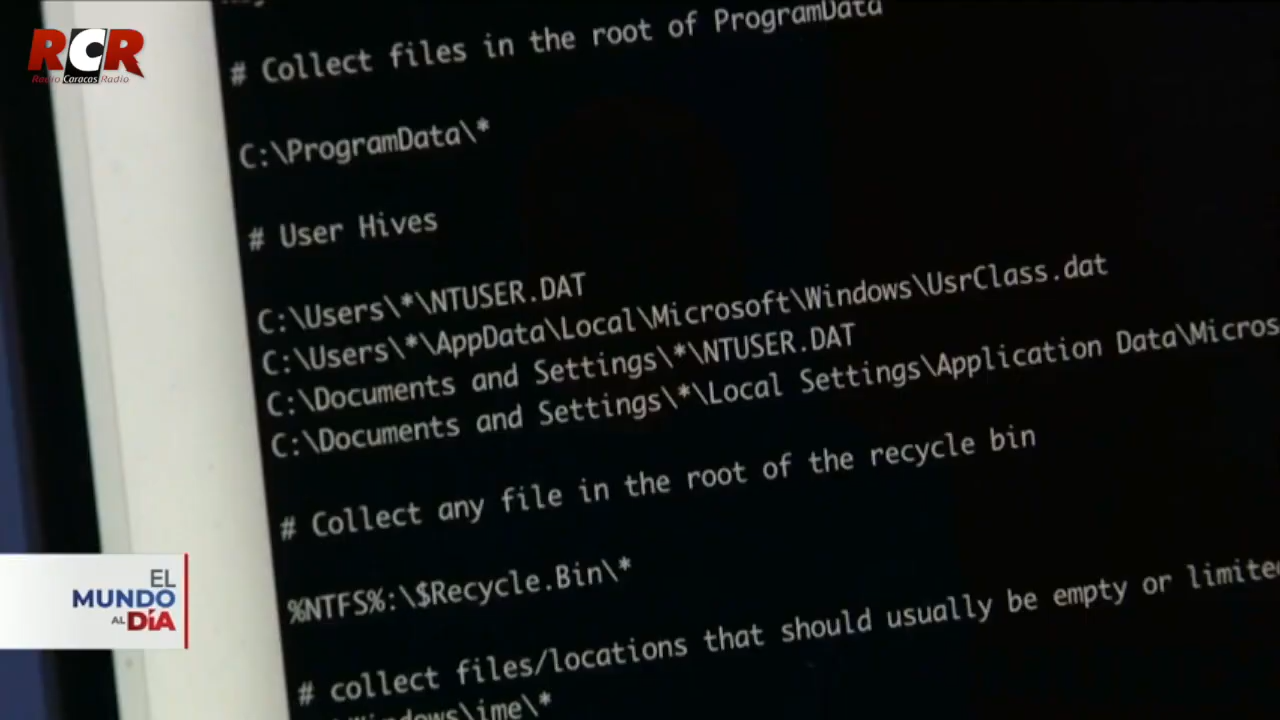 RCR
Radio Caracas Radio
# Collect files in the root of ProgramData
C:\ProgramData\*
# User Hives
C:\Users\*\NTUSER.DAT
C:\Users\*\AppData\Local\Microsoft\Windows\UsrClass.dat
C:\Documents and Settings\*\NTUSER.DAT
C:\Documents and Settings\*\Local Settings\Application Data\Micros
# Collect any file in the root of the recycle bin
%NTFS%:\$Recycle.Bin\*
# collect files/locations that should usually be empty or limite
Windows\ime\*
EL
MUNDO
AL DÍA